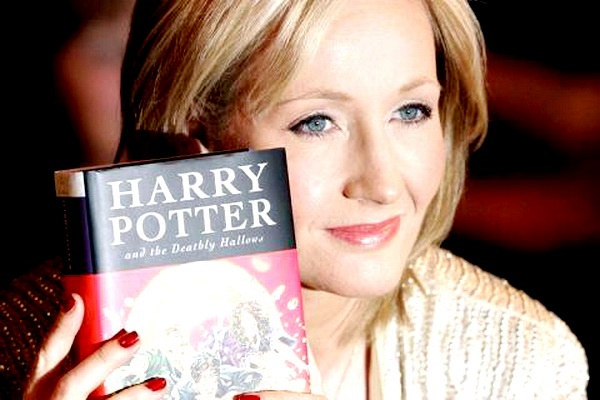 HARRY
POTTER
and the Deathly Hallows